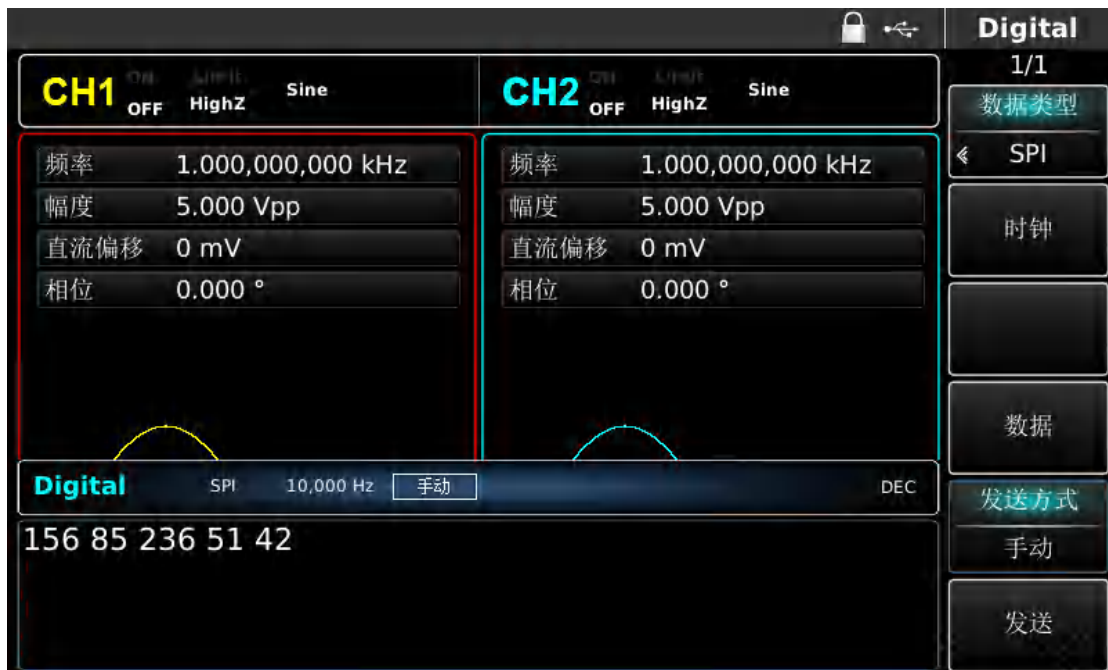 Digital
1/1
CH1 ON OFF Limit HighZ Sine
CH2 ON OFF Limit HighZ Sine
数据类型
SPI
频率 1.000,000,000 kHz
幅度 5.000 Vpp
直流偏移 0 mV
相位 0.000 °
频率 1.000,000,000 kHz
幅度 5.000 Vpp
直流偏移 0 mV
相位 0.000 °
时钟
数据
Digital SPI 10,000 Hz 手动 DEC
156 85 236 51 42
发送方式
手动
发送